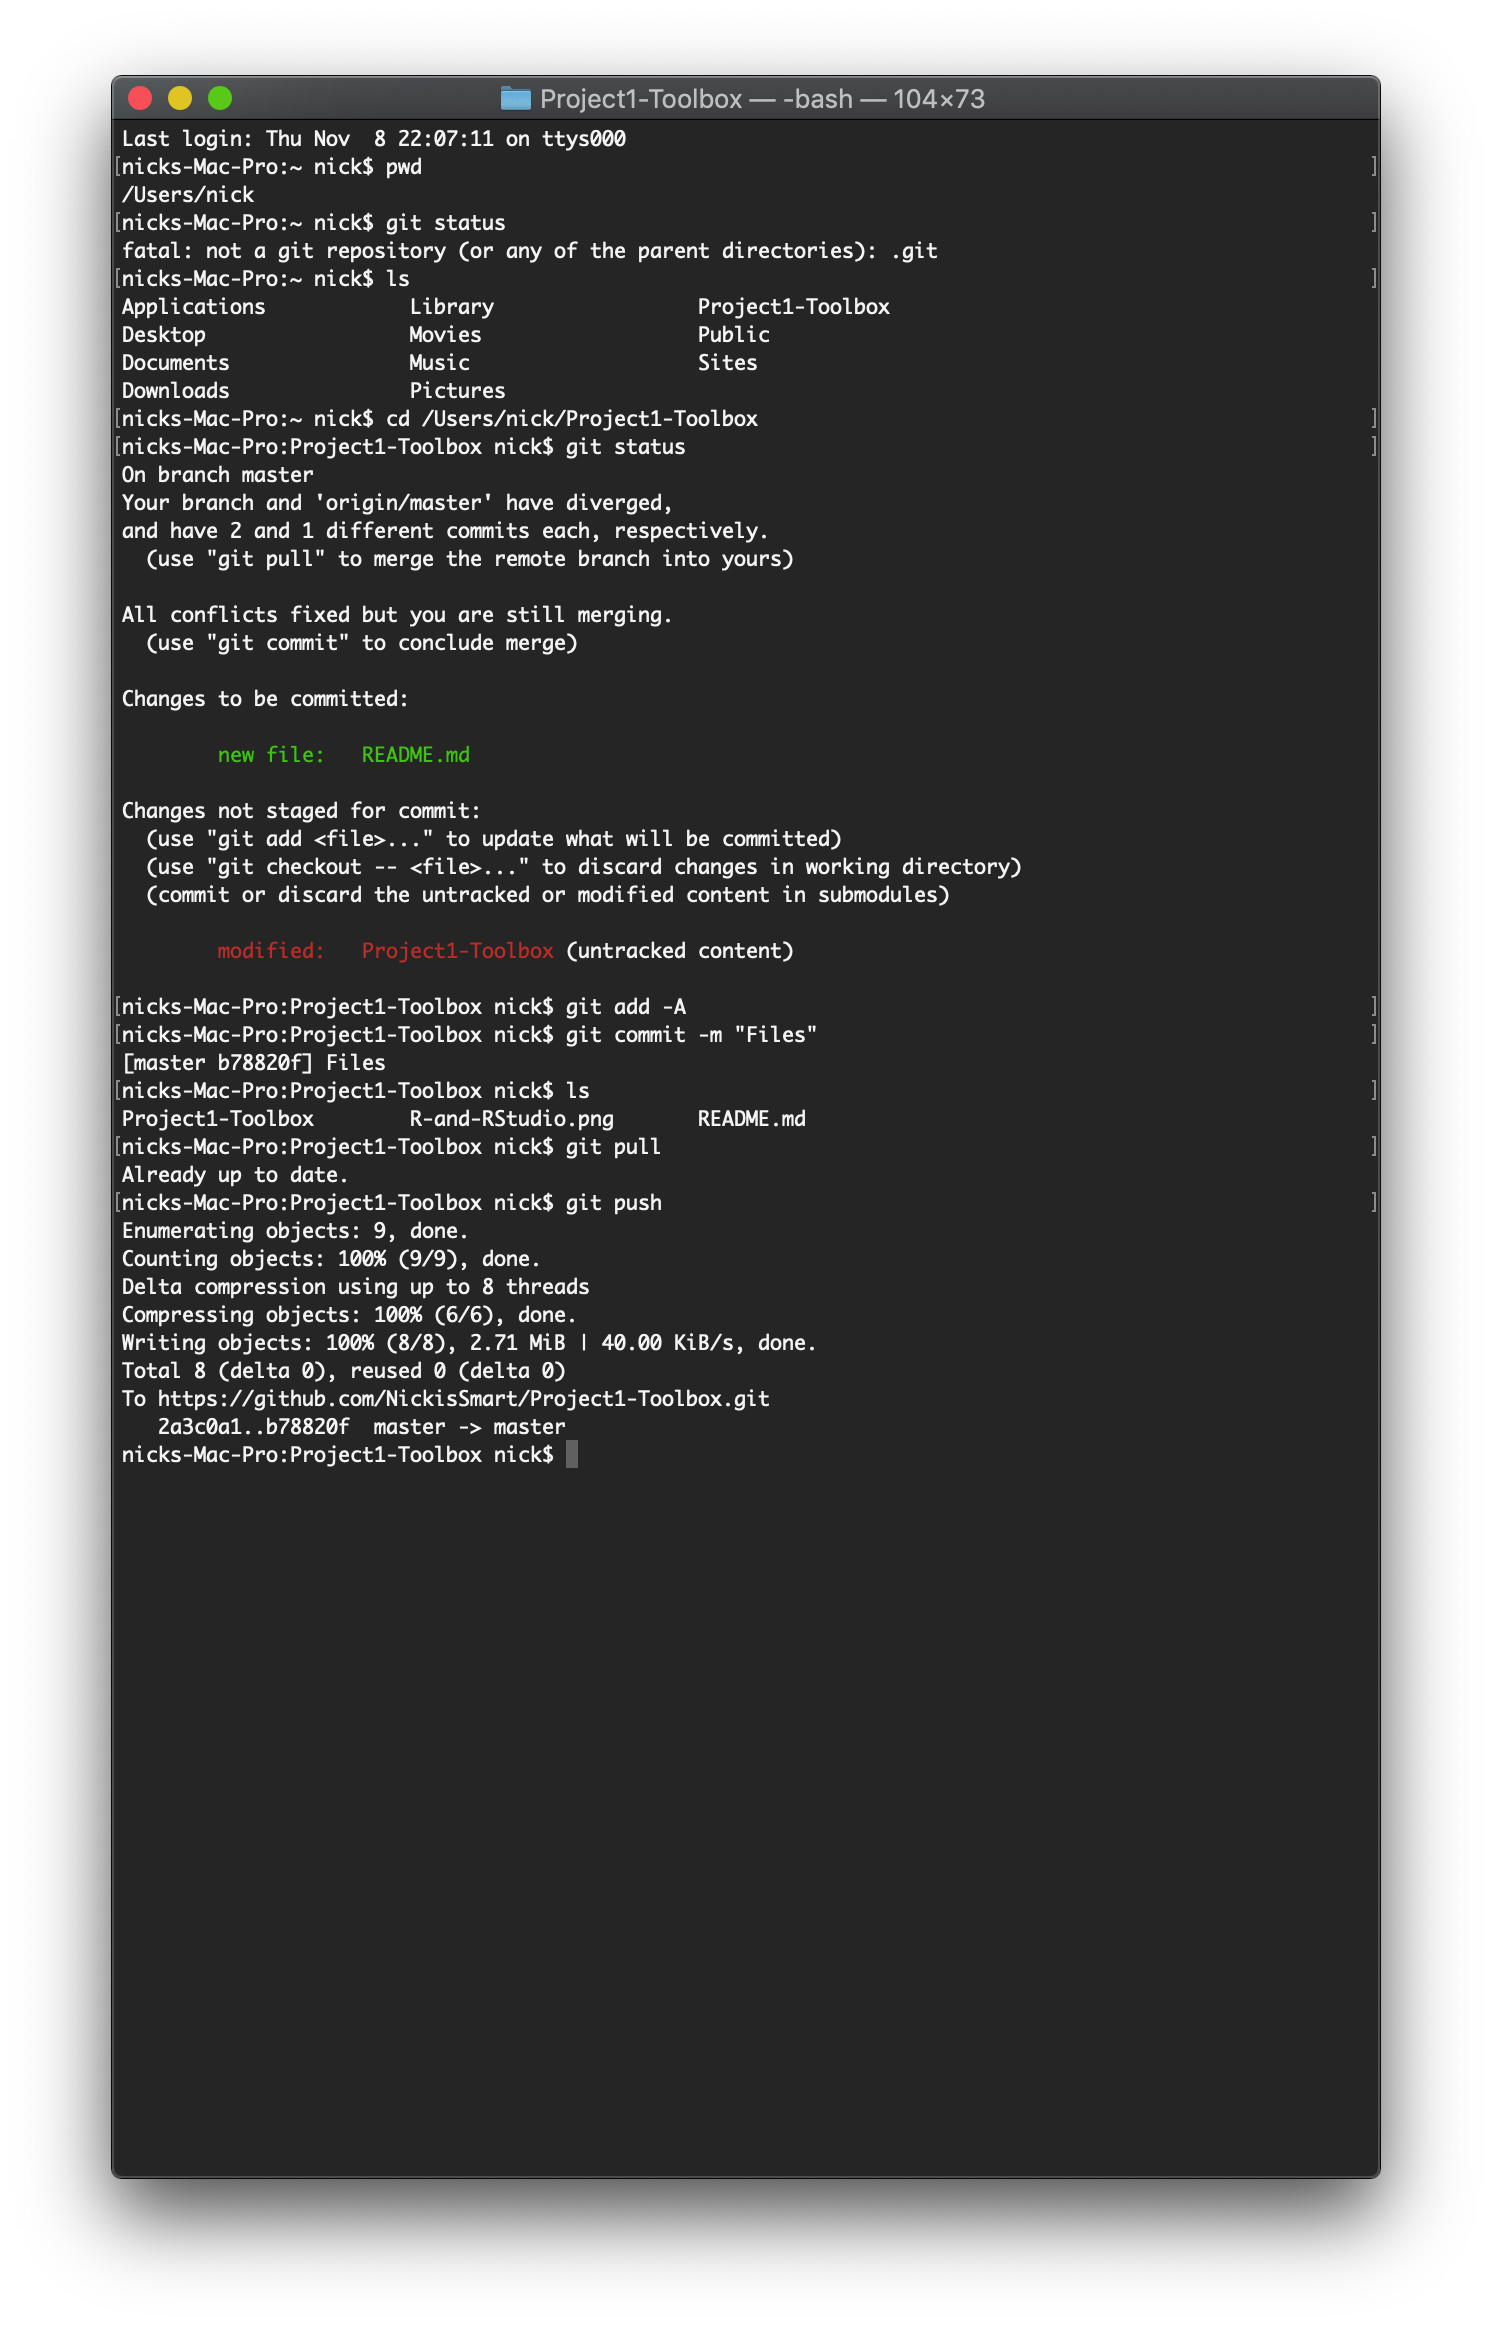 Project1-Toolbox — -bash — 104×73
Last login: Thu Nov  8 22:07:11 on ttys000
[nicks-Mac-Pro:~ nick$ pwd ]
/Users/nick
[nicks-Mac-Pro:~ nick$ git status ]
fatal: not a git repository (or any of the parent directories): .git
[nicks-Mac-Pro:~ nick$ ls ]
Applications            Library                 Project1-Toolbox
Desktop                 Movies                  Public
Documents               Music                   Sites
Downloads               Pictures
[nicks-Mac-Pro:~ nick$ cd /Users/nick/Project1-Toolbox ]
[nicks-Mac-Pro:Project1-Toolbox nick$ git status ]
On branch master
Your branch and 'origin/master' have diverged,
and have 2 and 1 different commits each, respectively.
  (use "git pull" to merge the remote branch into yours)

All conflicts fixed but you are still merging.
  (use "git commit" to conclude merge)

Changes to be committed:

        new file:   README.md

Changes not staged for commit:
  (use "git add <file>..." to update what will be committed)
  (use "git checkout -- <file>..." to discard changes in working directory)
  (commit or discard the untracked or modified content in submodules)

        modified:   Project1-Toolbox (untracked content)

[nicks-Mac-Pro:Project1-Toolbox nick$ git add -A ]
[nicks-Mac-Pro:Project1-Toolbox nick$ git commit -m "Files" ]
[master b78820f] Files
[nicks-Mac-Pro:Project1-Toolbox nick$ ls ]
Project1-Toolbox        R-and-RStudio.png       README.md
[nicks-Mac-Pro:Project1-Toolbox nick$ git pull ]
Already up to date.
[nicks-Mac-Pro:Project1-Toolbox nick$ git push ]
Enumerating objects: 9, done.
Counting objects: 100% (9/9), done.
Delta compression using up to 8 threads
Compressing objects: 100% (6/6), done.
Writing objects: 100% (8/8), 2.71 MiB | 40.00 KiB/s, done.
Total 8 (delta 0), reused 0 (delta 0)
To https://github.com/NickisSmart/Project1-Toolbox.git
   2a3c0a1..b78820f  master -> master
nicks-Mac-Pro:Project1-Toolbox nick$